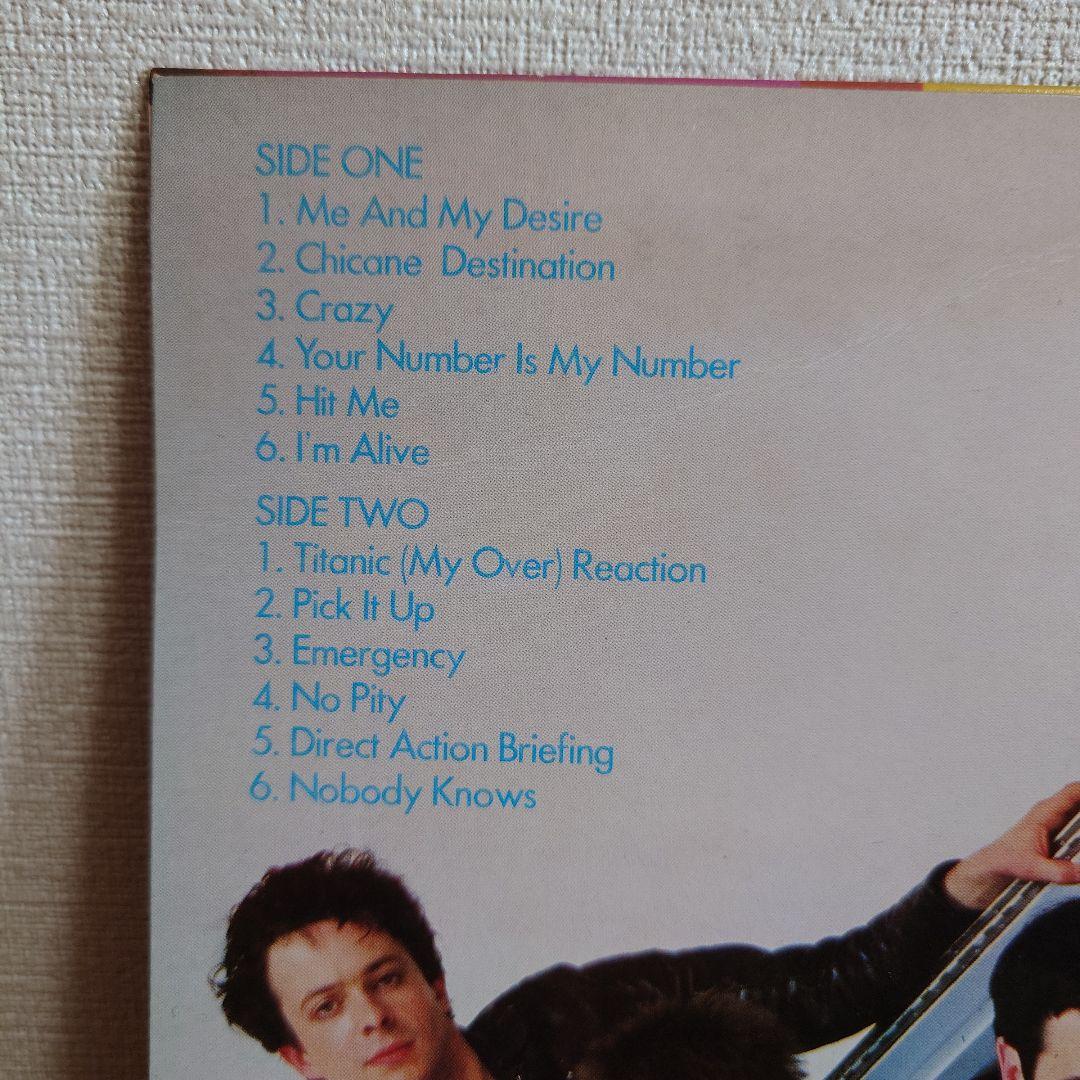 SIDE ONE
1. Me And My Desire
2. Chicane Destination
3. Crazy
4. Your Number Is My Number
5. Hit Me
6. I'm Alive
SIDE TWO
1. Titanic (My Over) Reaction
2. Pick It Up
3. Emergency
4. No Pity
5. Direct Action Briefing
6. Nobody Knows